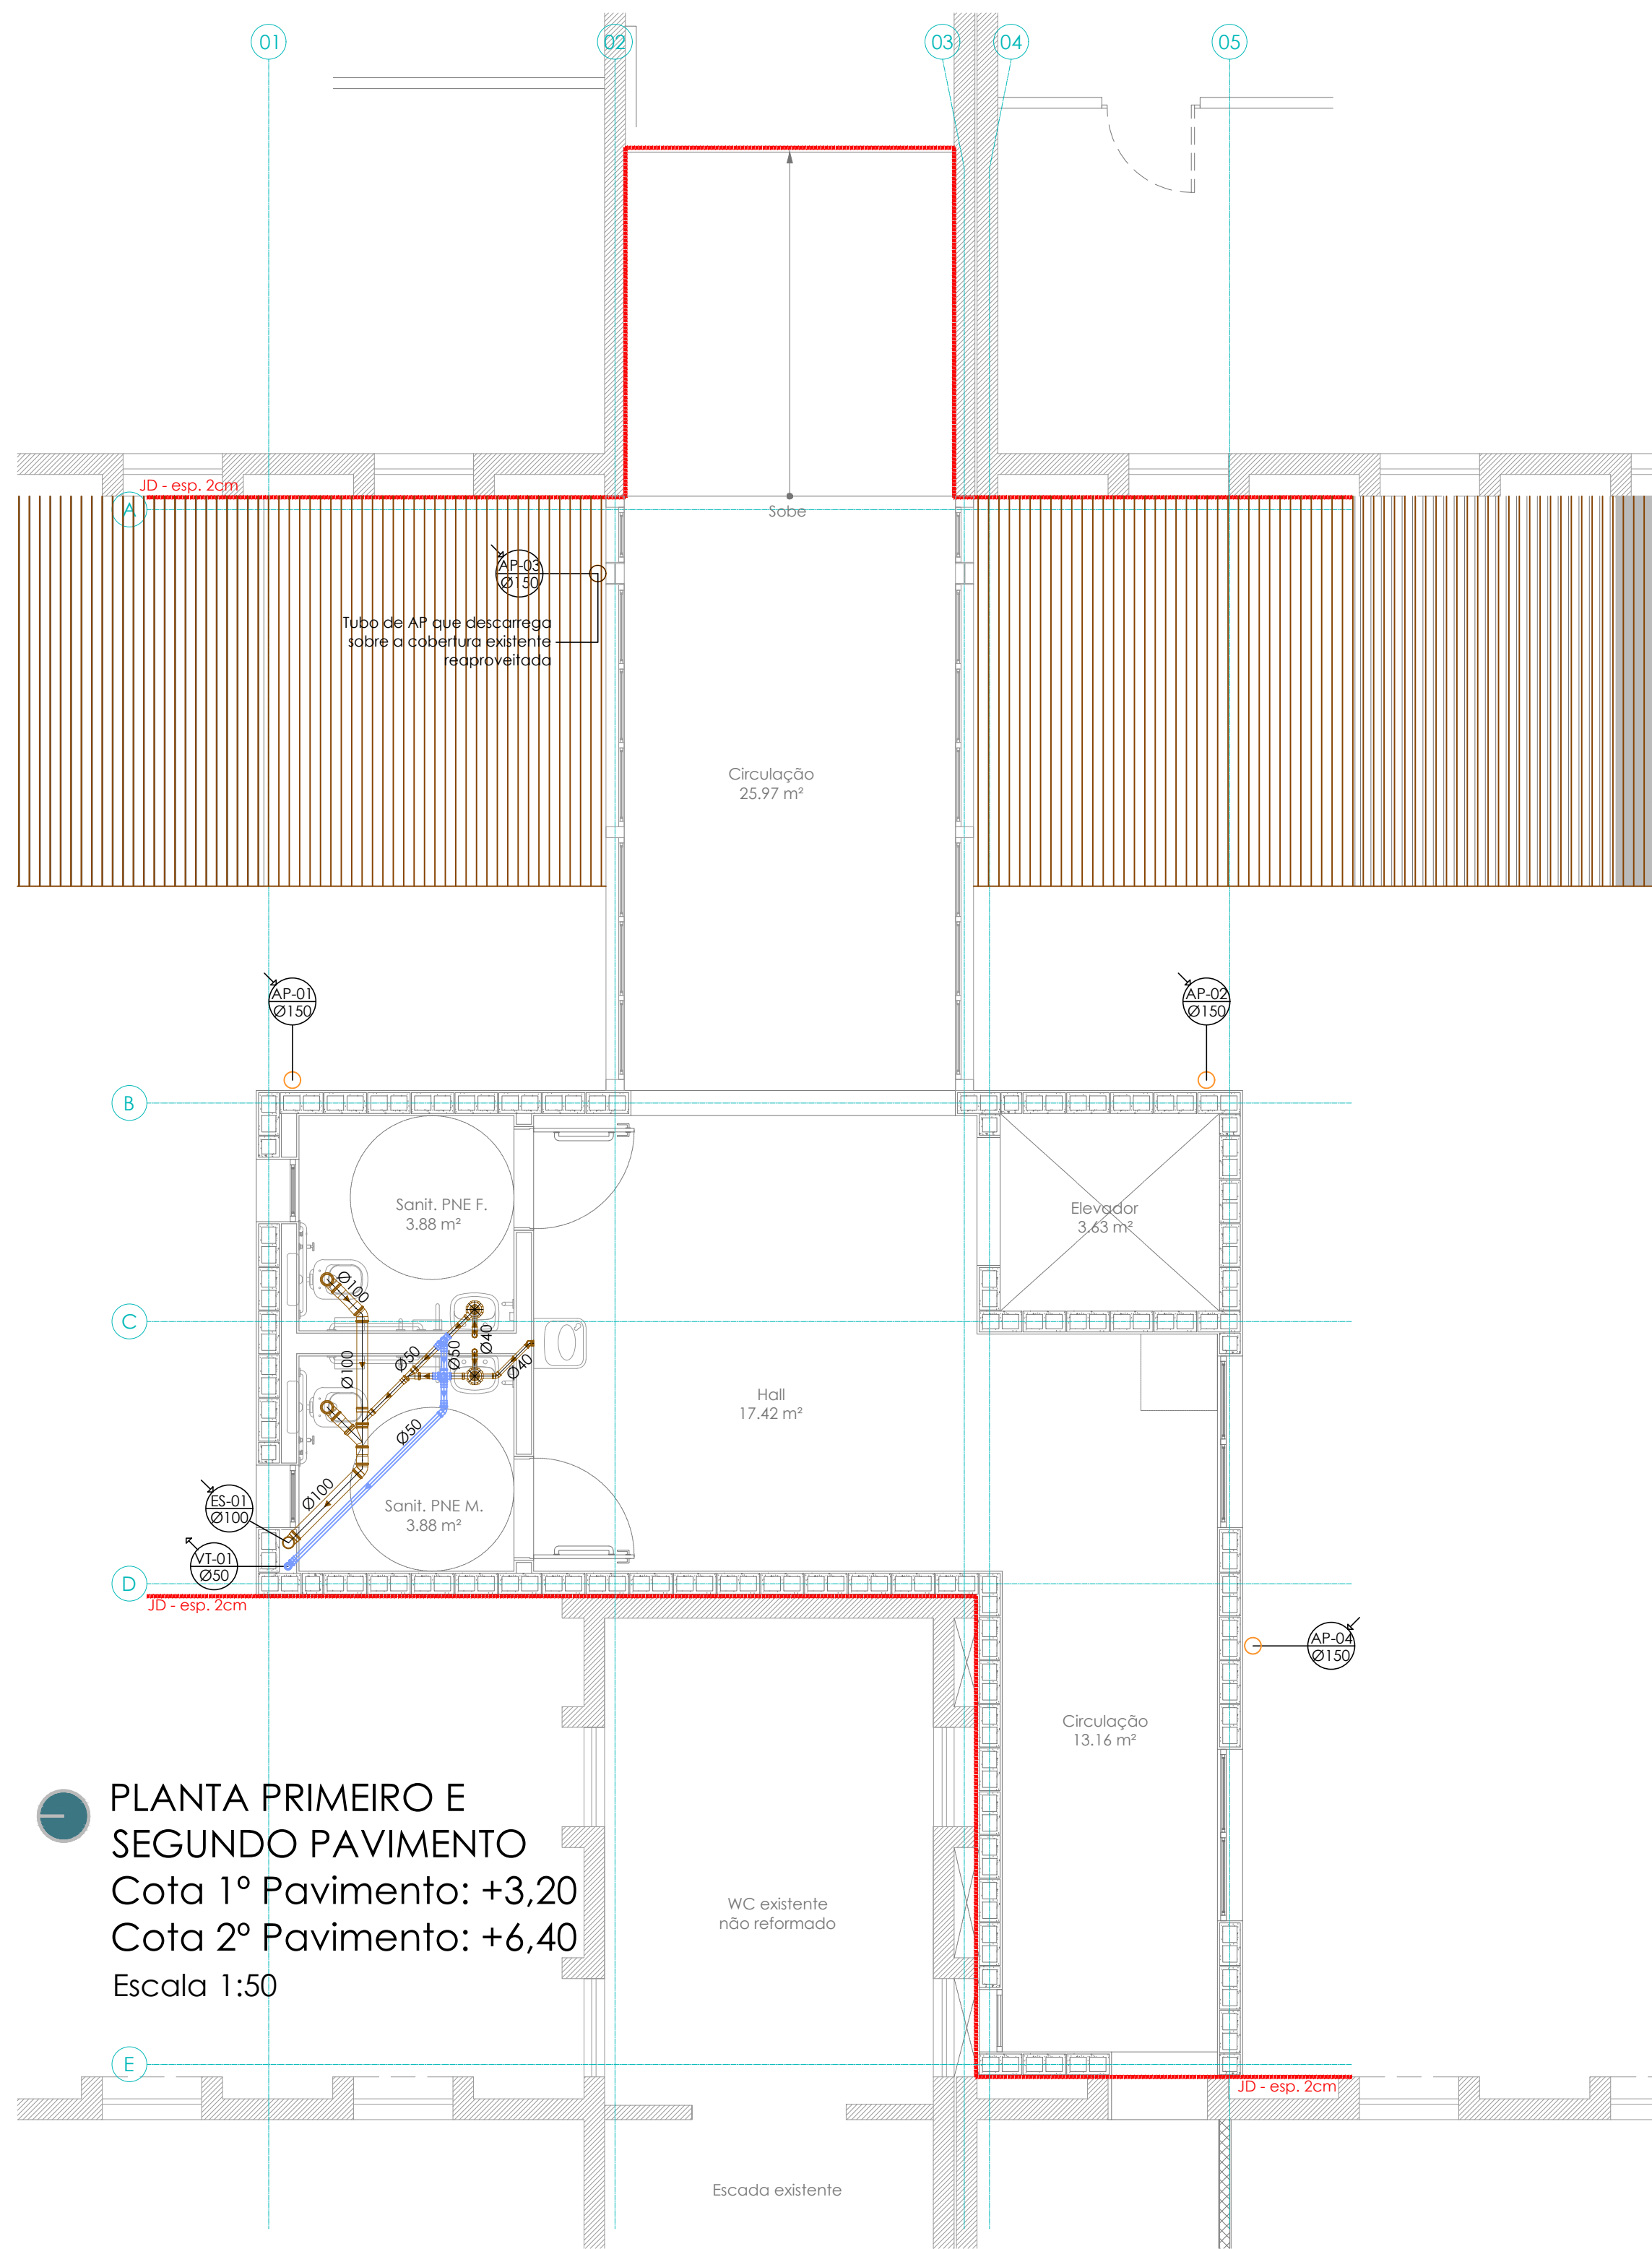 01
02
03
04
05
JD - esp. 2cm
A
Sobe
AP-03
Ø150
Tubo de AP que descarrega
sobre a cobertura existente
reaproveitada
Circulação
25.97 m²
AP-01
Ø150
AP-02
Ø150
B
Sanit. PNE F.
3.88 m²
Elevador
3.63 m²
Ø100
C
Ø100
Ø50
Ø50
Ø40
Ø40
Hall
17.42 m²
Ø50
Ø100
Sanit. PNE M.
3.88 m²
ES-01
Ø100
VT-01
Ø50
D
JD - esp. 2cm
AP-04
Ø150
Circulação
13.16 m²
PLANTA PRIMEIRO E
SEGUNDO PAVIMENTO
Cota 1º Pavimento: +3,20
Cota 2º Pavimento: +6,40
Escala 1:50
WC existente
não reformado
E
JD - esp. 2cm
Escada existente